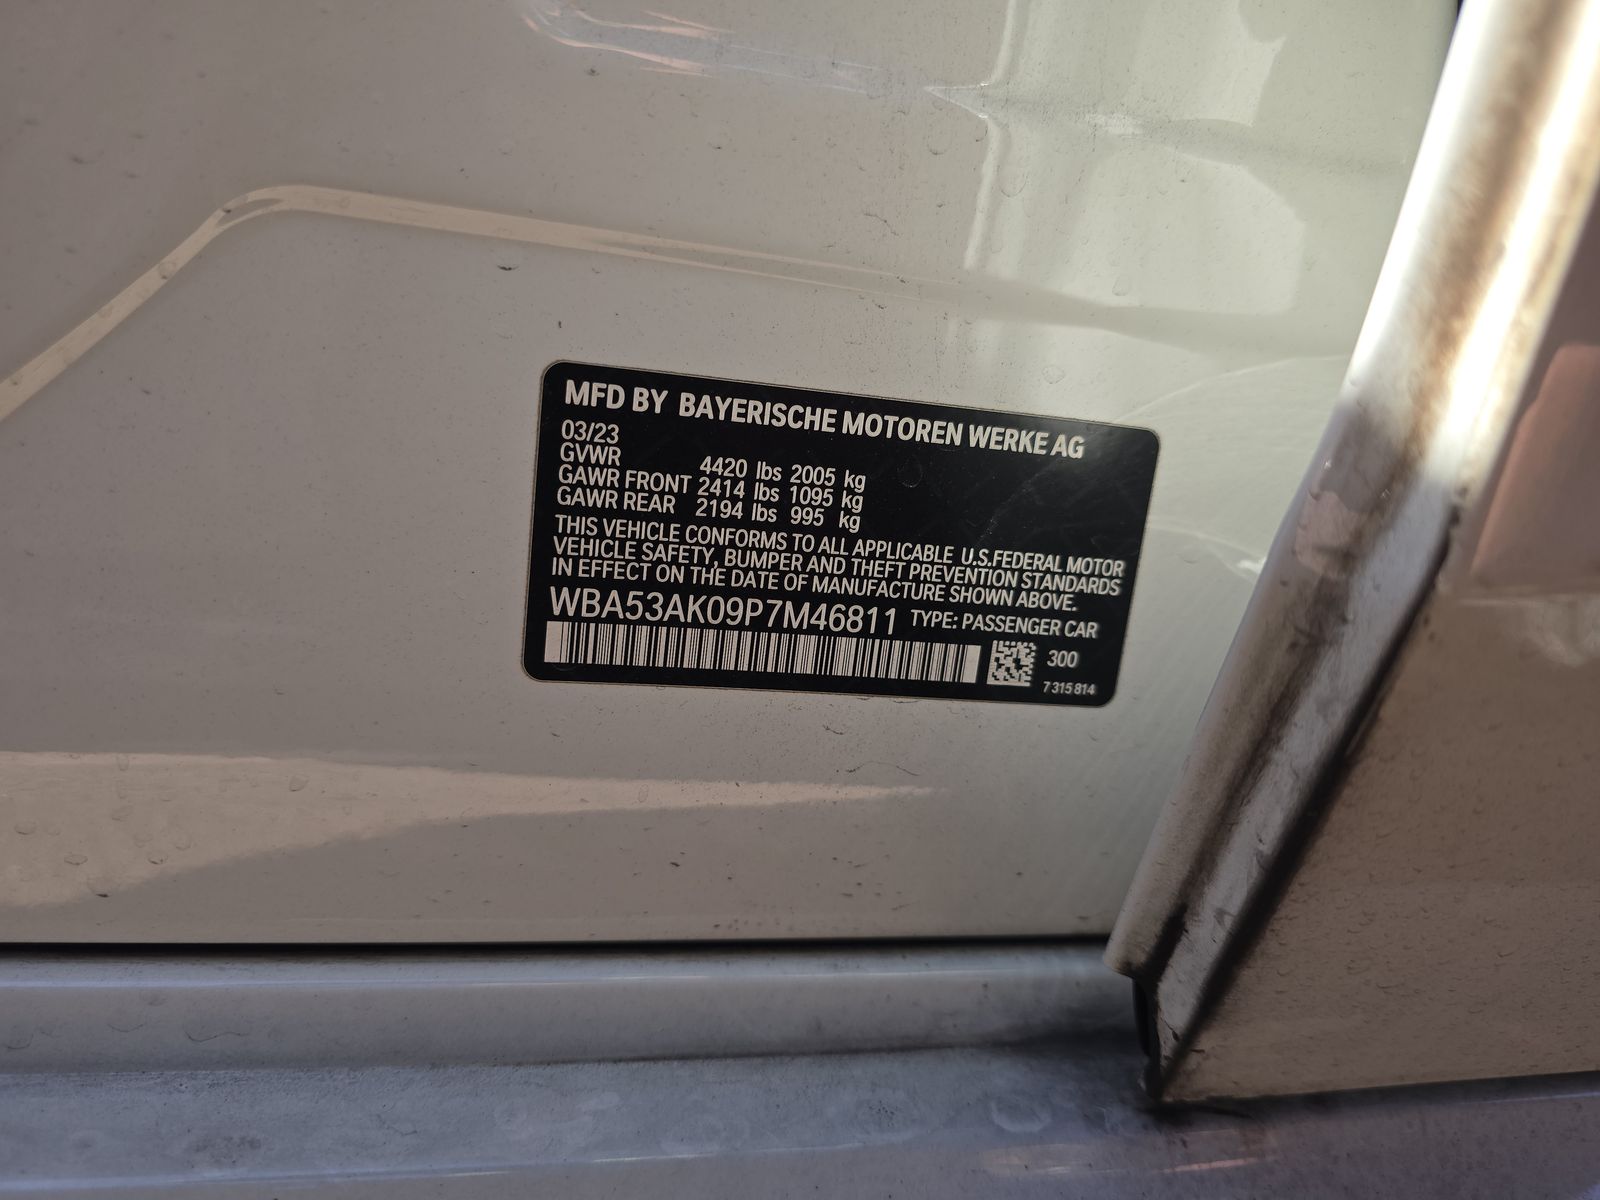 MFD BY BAYERISCHE MOTOREN WERKE AG
03/23
GVWR 4420 lbs 2005 kg
GAWR FRONT 2414 lbs 1095 kg
GAWR REAR 2194 lbs 995 kg
THIS VEHICLE CONFORMS TO ALL APPLICABLE U.S.FEDERAL MOTOR
VEHICLE SAFETY, BUMPER AND THEFT PREVENTION STANDARDS
IN EFFECT ON THE DATE OF MANUFACTURE SHOWN ABOVE.
WBA53AK09P7M46811 TYPE: PASSENGER CAR
300
7 315 814